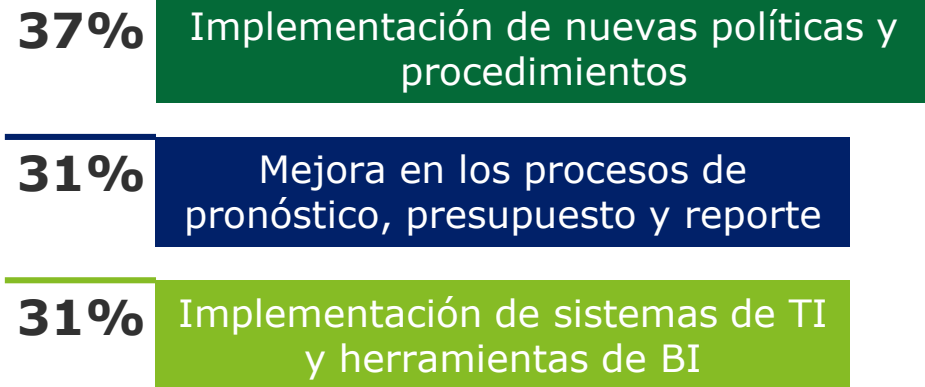 37%
Implementación de nuevas políticas y
procedimientos
31%
Mejora en los procesos de
pronóstico, presupuesto y reporte
31%
Implementación de sistemas de TI
y herramientas de BI